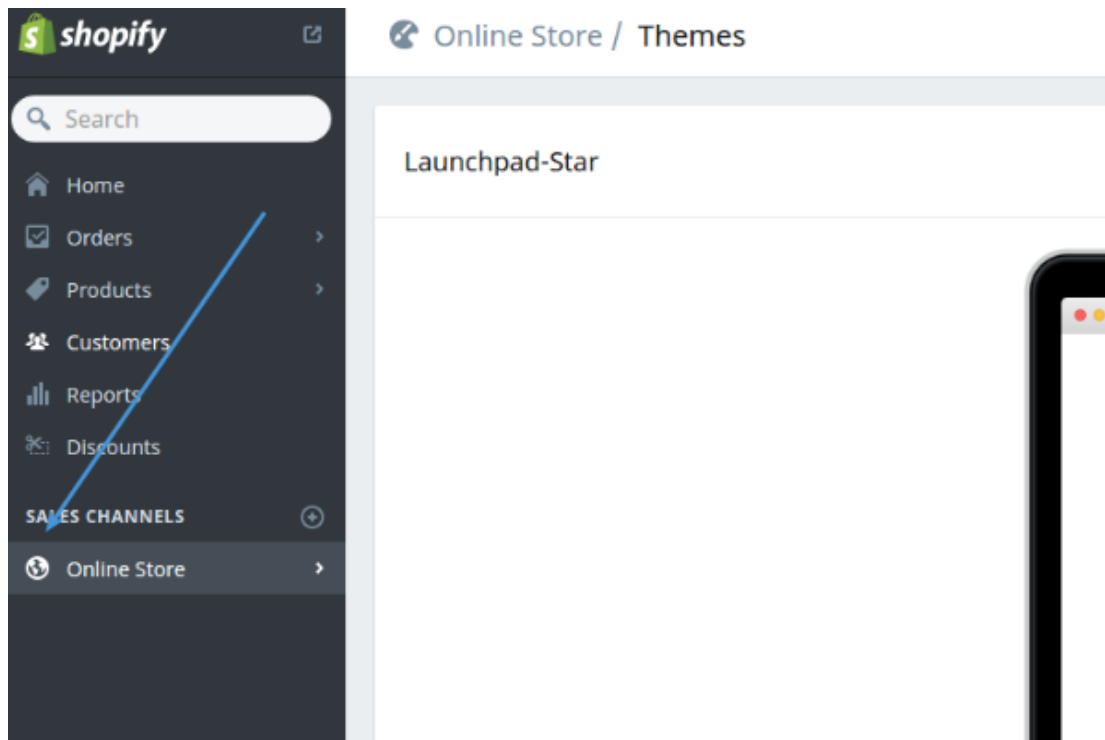 shopify
Online Store / Themes
Search
Launchpad-Star
Home
Orders
Products
Customers
Reports
Discounts
SALES CHANNELS
Online Store